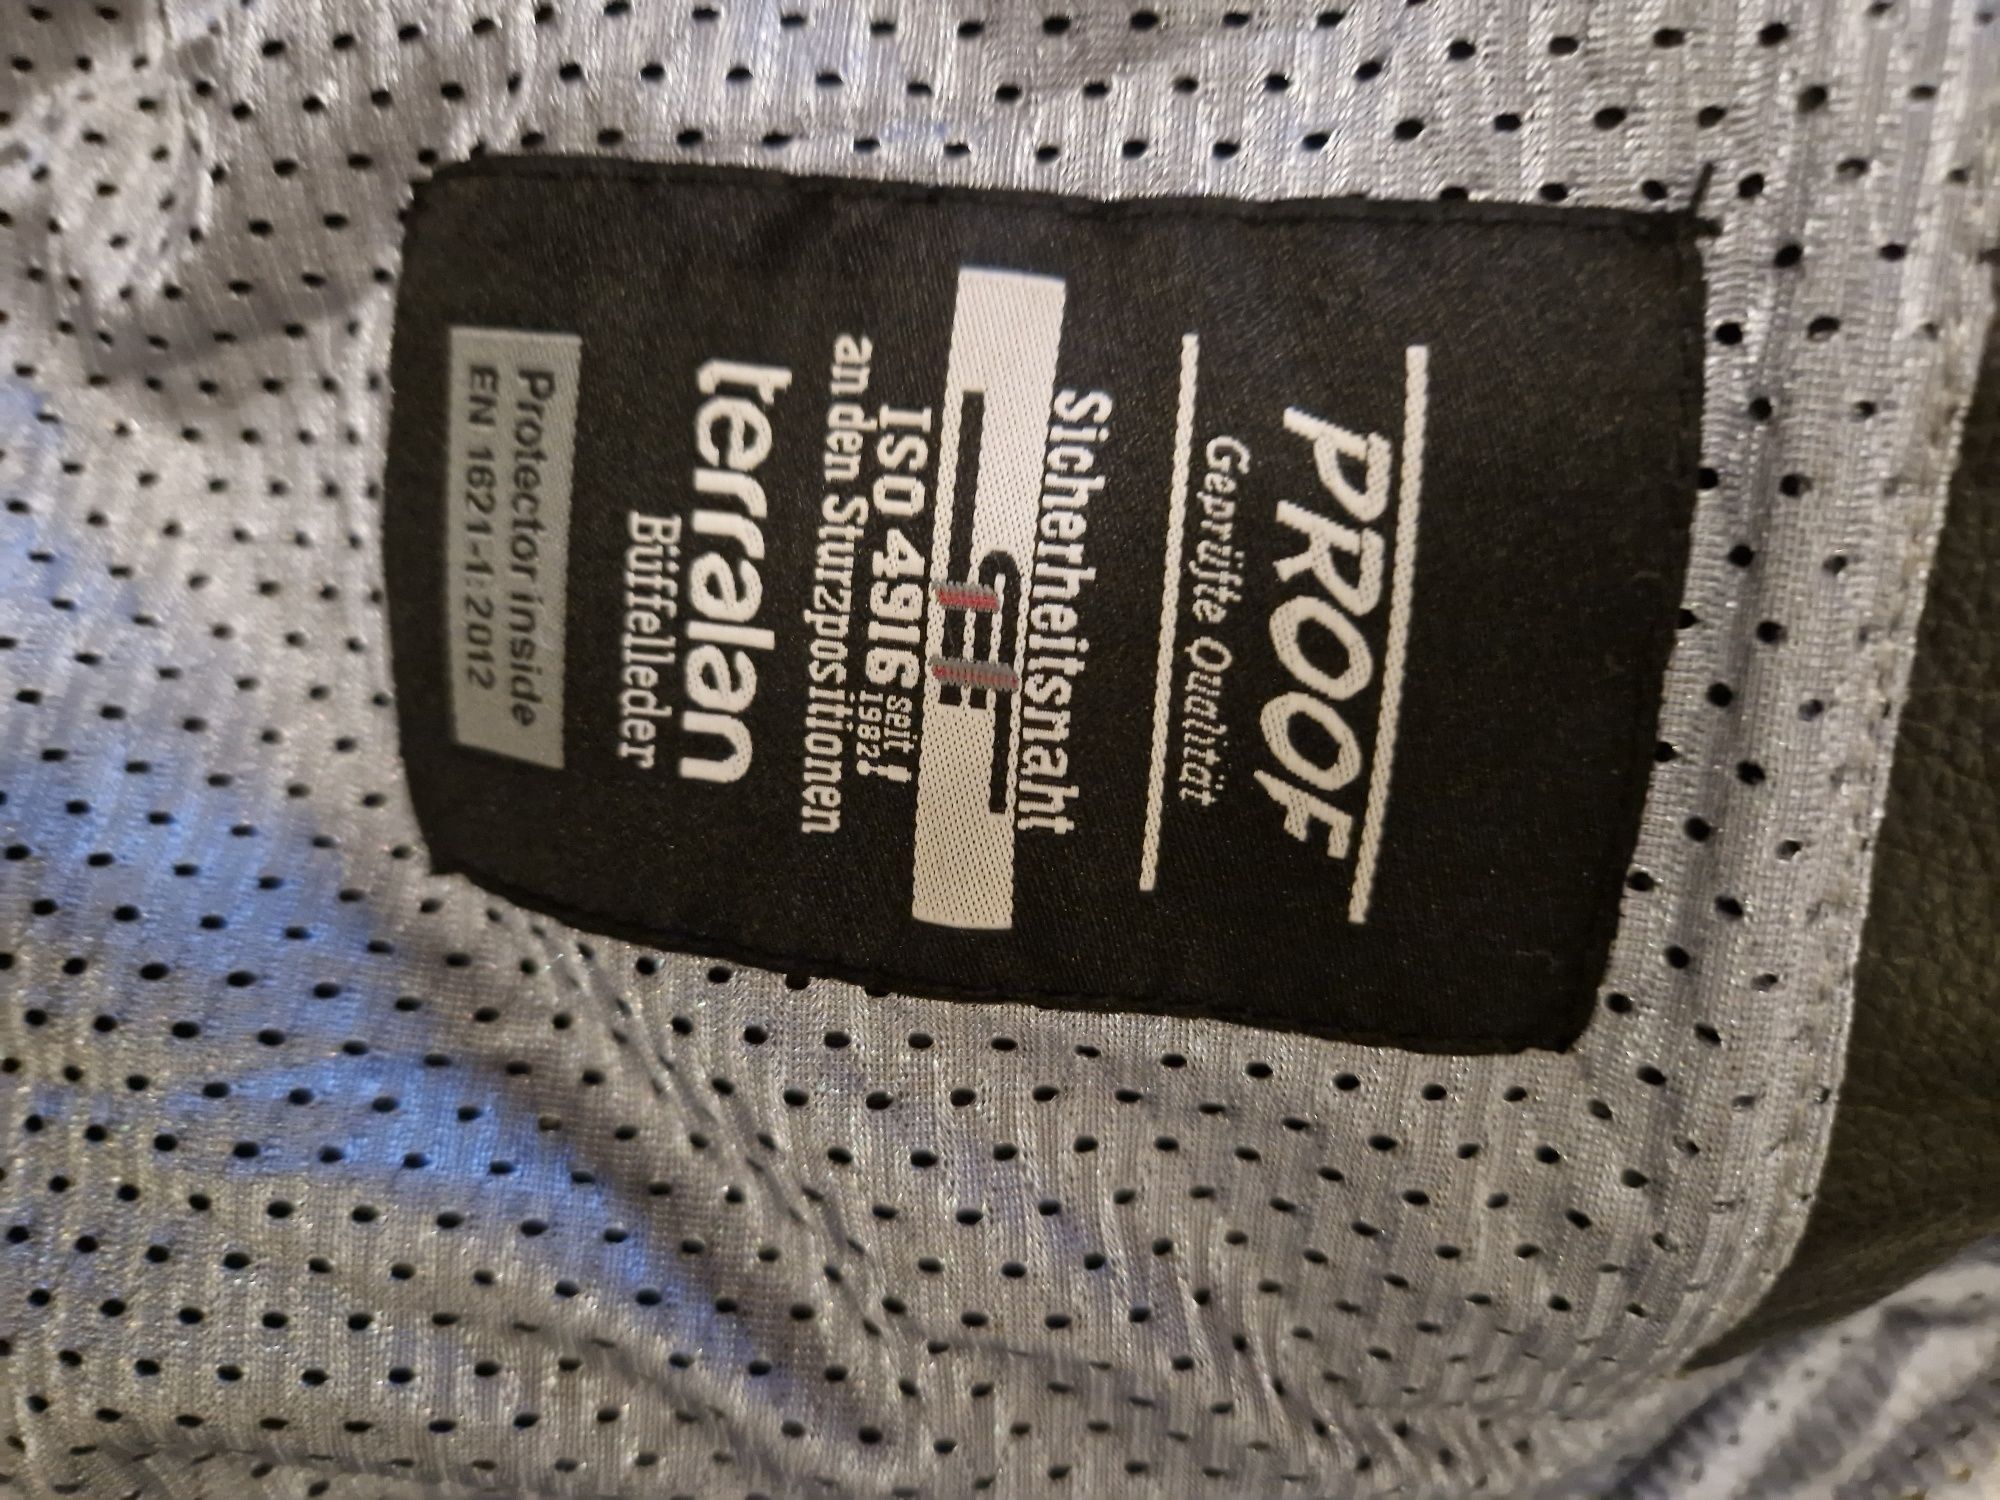 PROOF
Geprüfte Qualität
Sicherheitsnaht
ISO 4916 seit 1982!
an den Sturzpositionen
terralan
Büffelleder
Protector inside
EN 1621-1:2012